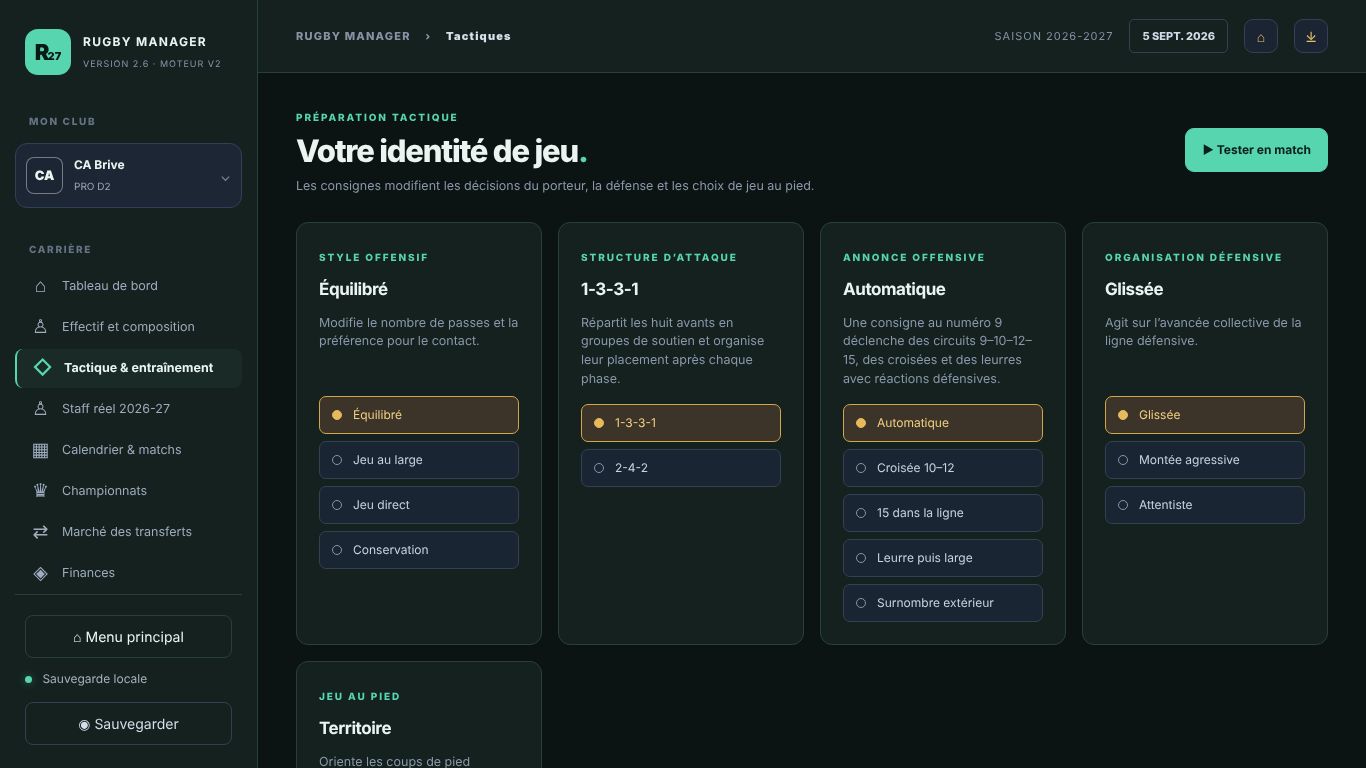 R27
RUGBY MANAGER
VERSION 2.6 · MOTEUR V2
MON CLUB
CA
CA Brive
PRO D2
CARRIÈRE
Tableau de bord
Effectif et composition
Tactique & entraînement
Staff réel 2026-27
Calendrier & matchs
Championnats
Marché des transferts
Finances
Menu principal
Sauvegarde locale
Sauvegarder
RUGBY MANAGER › Tactiques
SAISON 2026-2027
5 SEPT. 2026
PRÉPARATION TACTIQUE
Votre identité de jeu.
Les consignes modifient les décisions du porteur, la défense et les choix de jeu au pied.
▶ Tester en match
STYLE OFFENSIF
Équilibré
Modifie le nombre de passes et la
préférence pour le contact.
Équilibré
Jeu au large
Jeu direct
Conservation
STRUCTURE D’ATTAQUE
1-3-3-1
Répartit les huit avants en
groupes de soutien et organise
leur placement après chaque
phase.
1-3-3-1
2-4-2
ANNONCE OFFENSIVE
Automatique
Une consigne au numéro 9
déclenche des circuits 9–10–12–
15, des croisées et des leurres
avec réactions défensives.
Automatique
Croisée 10–12
15 dans la ligne
Leurre puis large
Surnombre extérieur
ORGANISATION DÉFENSIVE
Glissée
Agit sur l’avancée collective de la
ligne défensive.
Glissée
Montée agressive
Attentiste
JEU AU PIED
Territoire
Oriente les coups de pied